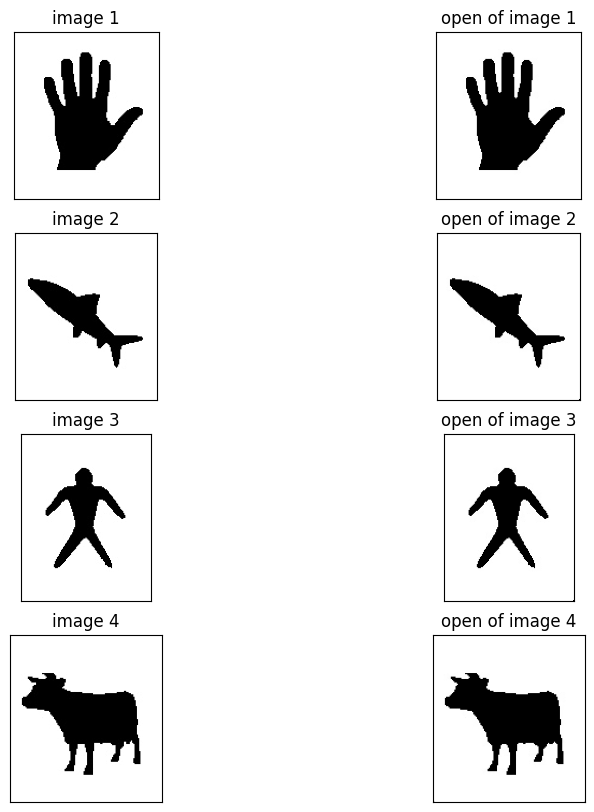 image 1
open of image 1
image 2
open of image 2
image 3
open of image 3
image 4
open of image 4